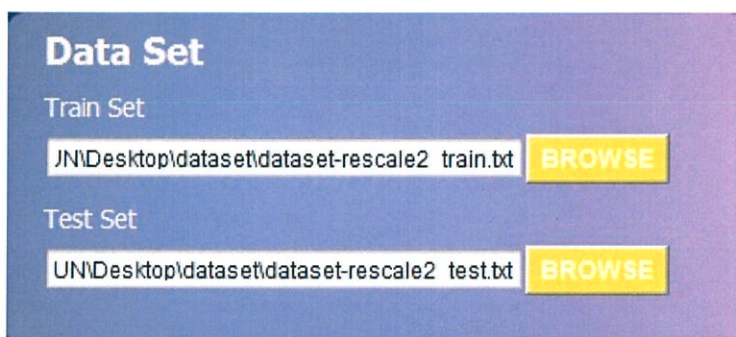 Data Set
Train Set
UN\Desktop\dataset\dataset-rescale2 train.txt BROWSE
Test Set
UN\Desktop\dataset\dataset-rescale2 test.txt BROWSE